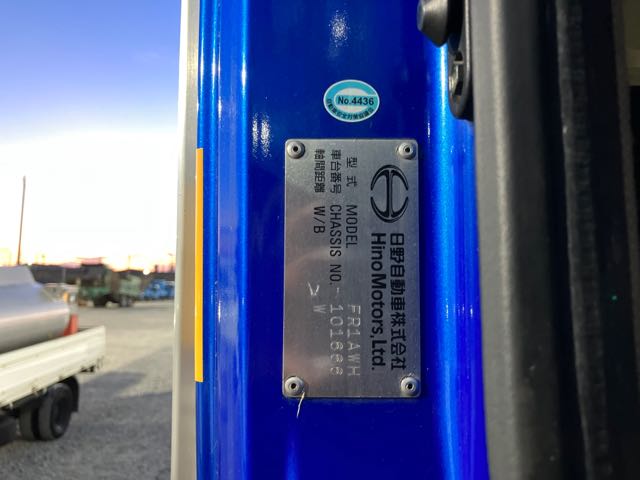 No.4436
日野自動車株式会社
HinoMotors,Ltd.
型式 MODEL FR1AWH
車台番号 CHASSIS NO. -101666
軸間距離 W/B W